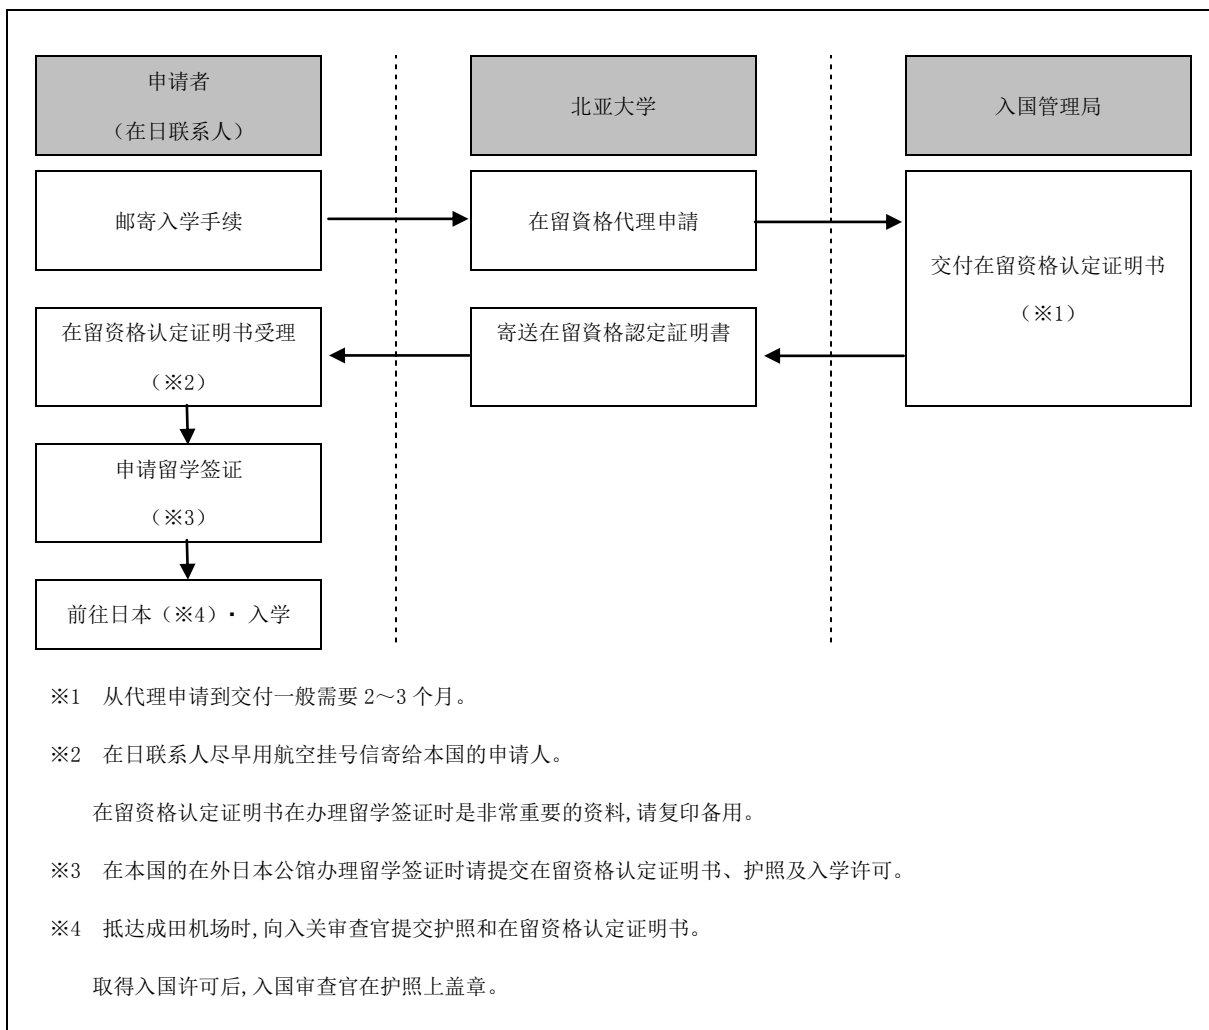 申请者
（在日联系人）
北亚大学
入国管理局
邮寄入学手续
在留資格代理申請
交付在留资格认定证明书
（※1）
在留资格认定证明书受理
（※2）
寄送在留資格認定証明書
申请留学签证
（※3）
前往日本（※4）· 入学
※1 从代理申请到交付一般需要 2～3 个月。
※2 在日联系人尽早用航空挂号信寄给本国的申请人。
在留资格认定证明书在办理留学签证时是非常重要的资料,请复印备用。
※3 在本国的在外日本公馆办理留学签证时请提交在留资格认定证明书、护照及入学许可。
※4 抵达成田机场时,向入关审查官提交护照和在留资格认定证明书。
取得入国许可后,入国审查官在护照上盖章。